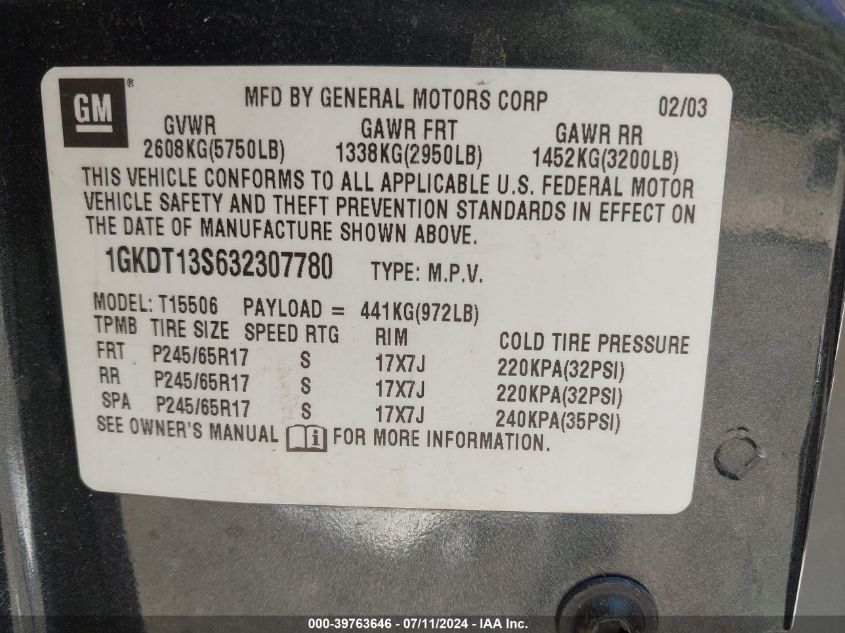 GM®
MFD BY GENERAL MOTORS CORP 02/03
GVWR GAWR FRT GAWR RR
2608KG(5750LB) 1338KG(2950LB) 1452KG(3200LB)
THIS VEHICLE CONFORMS TO ALL APPLICABLE U.S. FEDERAL MOTOR
VEHICLE SAFETY AND THEFT PREVENTION STANDARDS IN EFFECT ON
THE DATE OF MANUFACTURE SHOWN ABOVE.
1GKDT13S632307780 TYPE: M.P.V.
MODEL: T15506 PAYLOAD = 441KG(972LB)
TPMB TIRE SIZE SPEED RTG RIM COLD TIRE PRESSURE
FRT P245/65R17 S 17X7J 220KPA(32PSI)
RR P245/65R17 S 17X7J 220KPA(32PSI)
SPA P245/65R17 S 17X7J 240KPA(35PSI)
SEE OWNER'S MANUAL i FOR MORE INFORMATION.
000-39763646 - 07/11/2024 - IAA Inc.